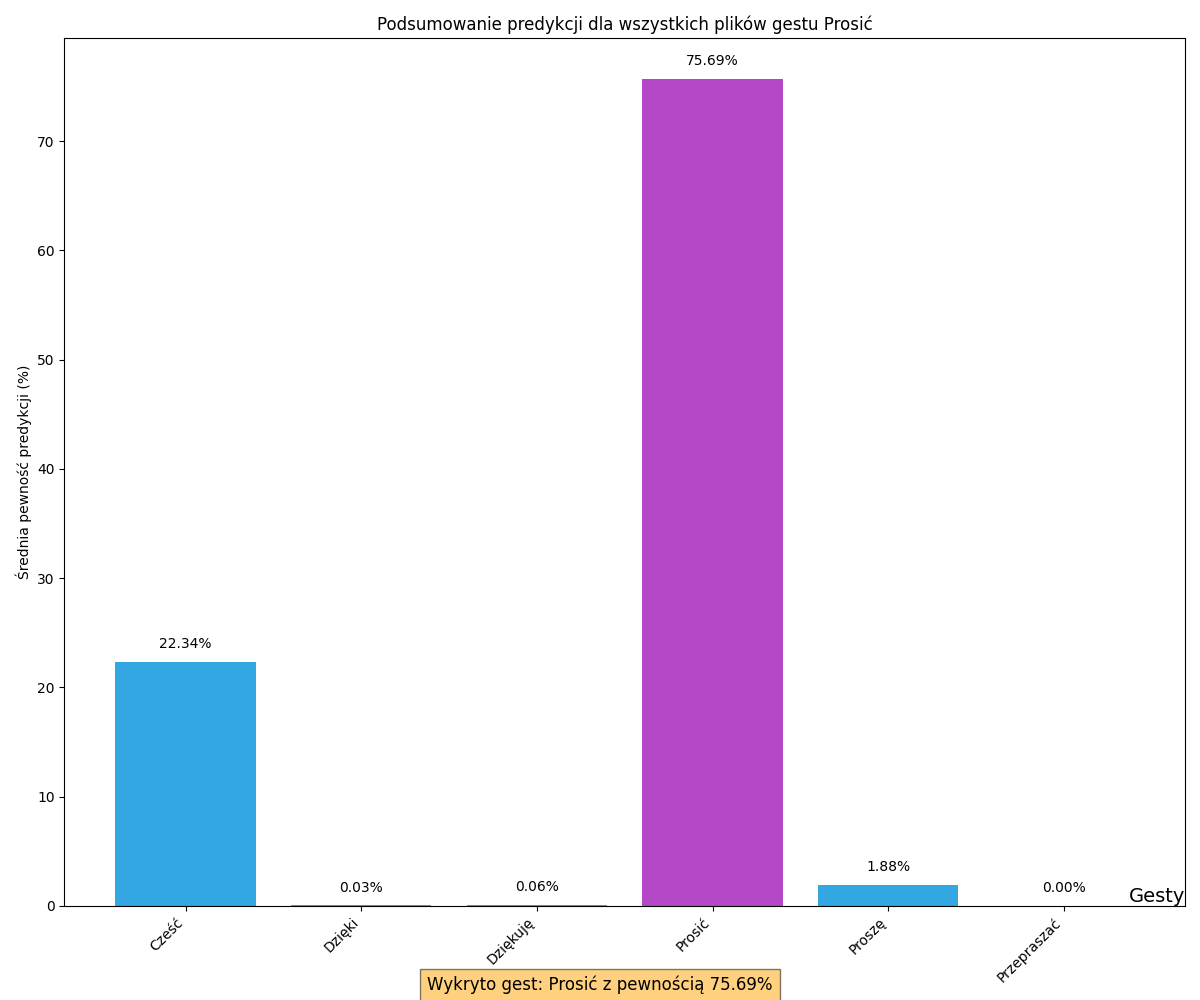 Podsumowanie predykcji dla wszystkich plików gestu Prosić
75.69%
70
60
50
40
30
20
10
0
Średnia pewność predykcji (%)
22.34%
0.03%
0.06%
1.88%
0.00%
Gesty
Cześć
Dzięki
Dziękuję
Prosić
Proszę
Przepraszać
Wykryto gest: Prosić z pewnością 75.69%